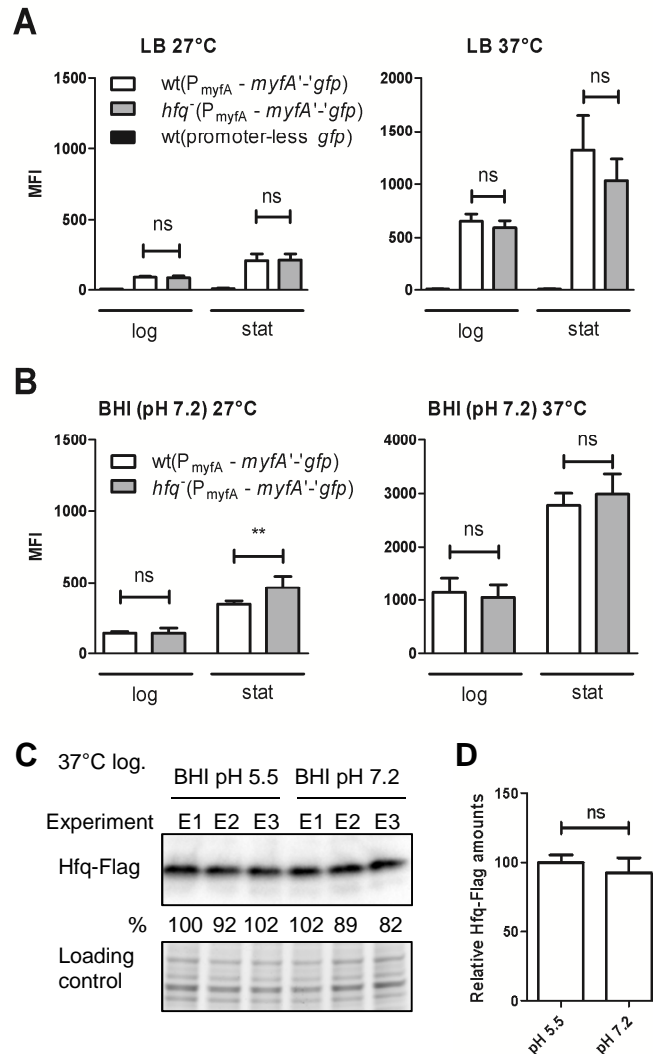 A
LB 27°C
LB 37°C
1500
1000
500
0
MFI
wt(PmyfA - myfA'-'gfp)
hfq-(PmyfA - myfA'-'gfp)
wt(promoter-less gfp)
ns
ns
log
stat
2000
1500
1000
500
0
ns
ns
log
stat
B
BHI (pH 7.2) 27°C
BHI (pH 7.2) 37°C
1500
1000
500
0
MFI
wt(PmyfA - myfA'-'gfp)
hfq-(PmyfA - myfA'-'gfp)
ns
**
log
stat
4000
3000
2000
1000
0
ns
ns
log
stat
C
37°C log.
BHI pH 5.5
BHI pH 7.2
Experiment E1 E2 E3 E1 E2 E3
Hfq-Flag
% 100 92 102 102 89 82
Loading
control
D
Relative Hfq-Flag amounts
150
100
50
0
ns
pH 5.5
pH 7.2